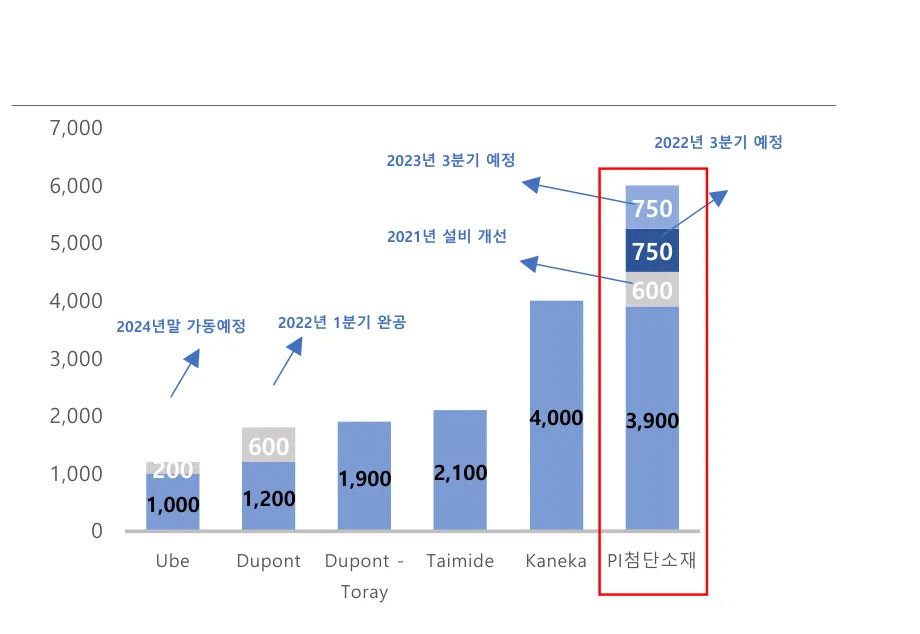 7,000
6,000
5,000
4,000
3,000
2,000
1,000
0
2022년 3분기 예정
2023년 3분기 예정
2021년 설비 개선
2024년말 가동예정
2022년 1분기 완공
200
1,000
600
1,200
1,900
2,100
4,000
750
750
600
3,900
Ube
Dupont
Dupont -
Toray
Taimide
Kaneka
PI첨단소재